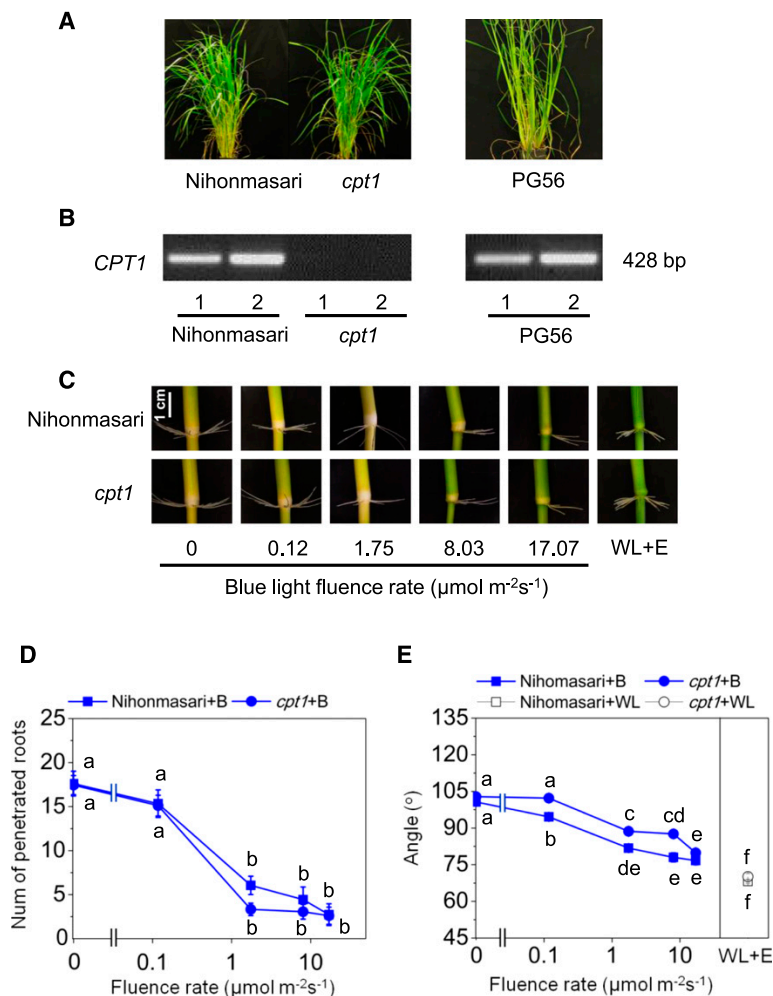 A
Nihonmasari cpt1 PG56
B
CPT1 428 bp
1 2 1 2 1 2
Nihonmasari cpt1 PG56
C
1 cm
Nihonmasari
cpt1
0 0.12 1.75 8.03 17.07 WL+E
Blue light fluence rate (µmol m-2s-1)
D
Nihonmasari+B cpt1+B
Num of penetrated roots
25
20
15
10
5
0
a
a
a
a
b
b
b
b
b
b
0 0.1 1 10
Fluence rate (µmol m-2s-1)
E
Nihomasari+B cpt1+B
Nihomasari+WL cpt1+WL
Angle (°)
135
120
105
90
75
60
45
a
a
a
b
c
de
cd
e
e
e
f
f
0 0.1 1 10 WL+E
Fluence rate (µmol m-2s-1)